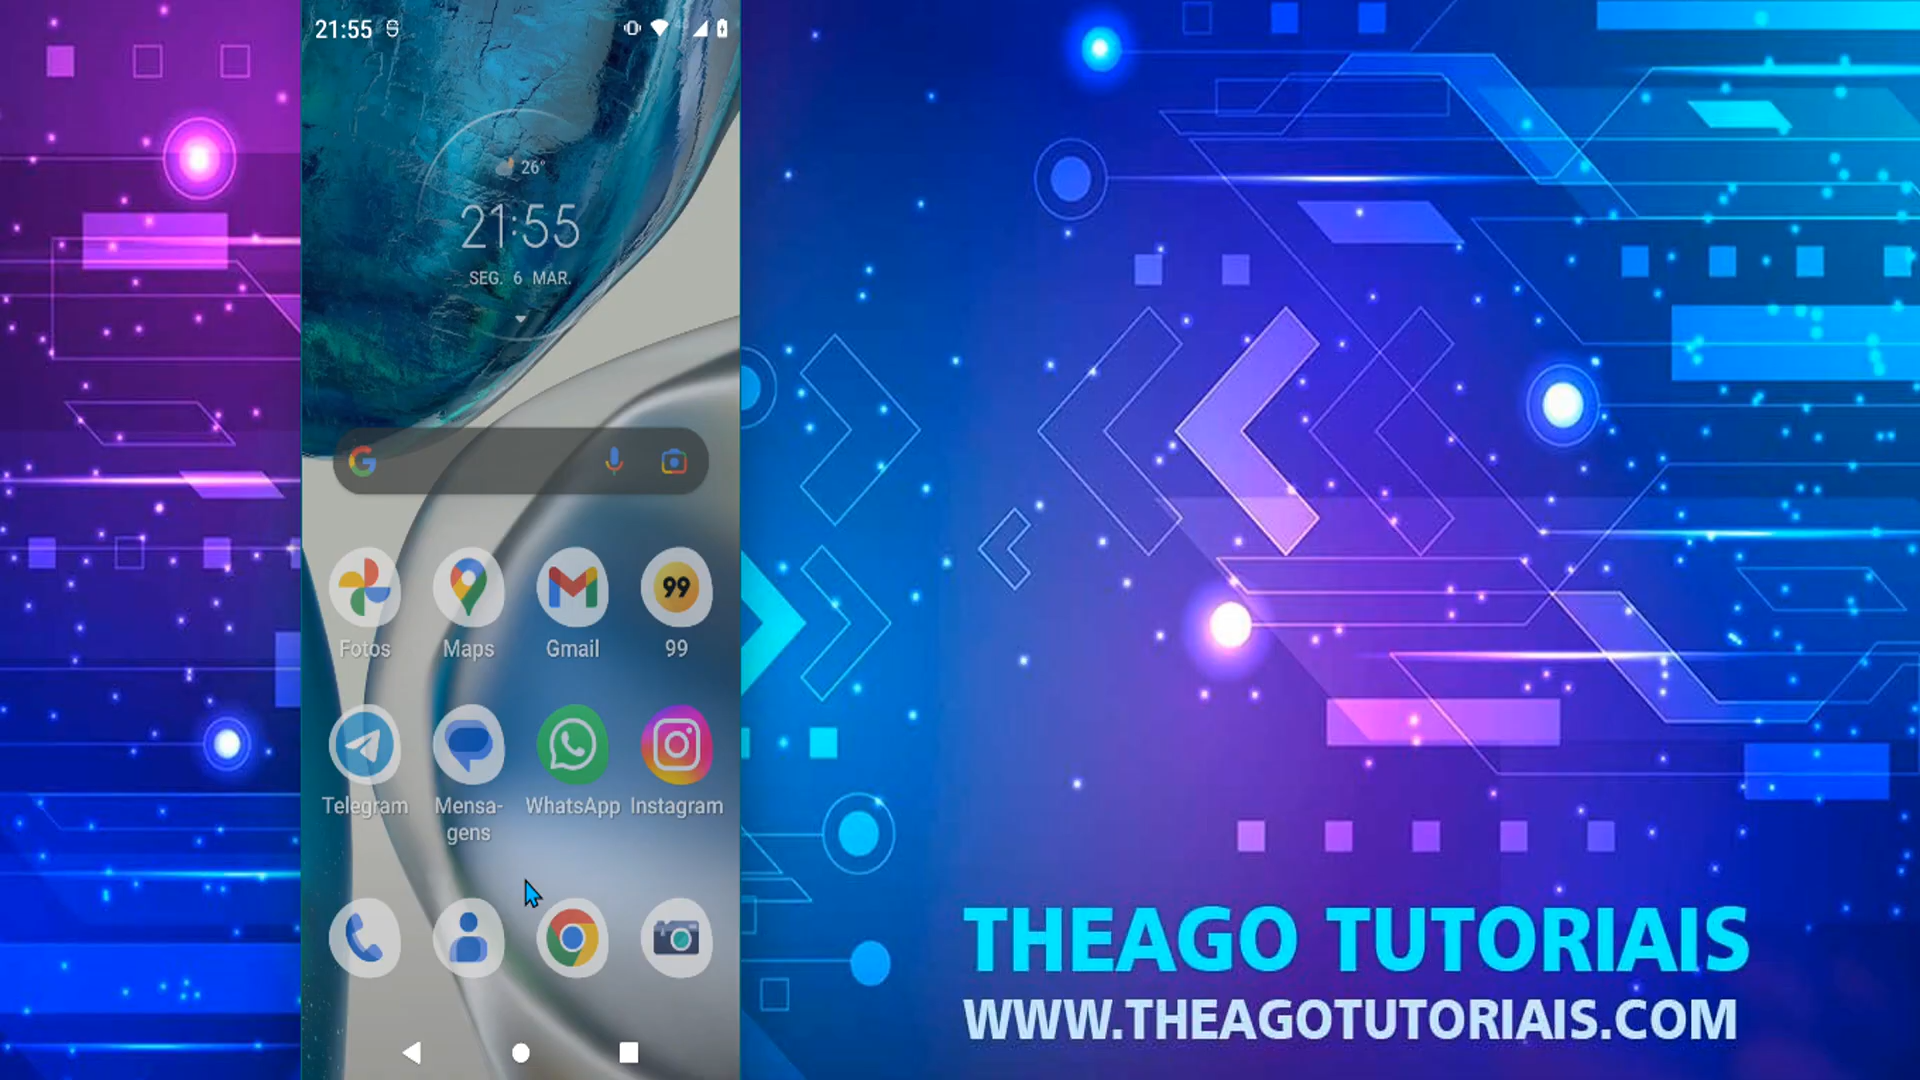 21:55
26°
21:55
SEG. 6 MAR.
Fotos
Maps
Gmail
99
99
Telegram
Mensa-
gens
WhatsApp
Instagram
THEAGO TUTORIAIS
WWW.THEAGOTUTORIAIS.COM